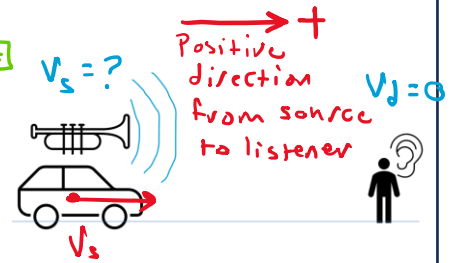 +
Positive
direction
from source
to listener
Vs = ?
Vd = 0
Vs